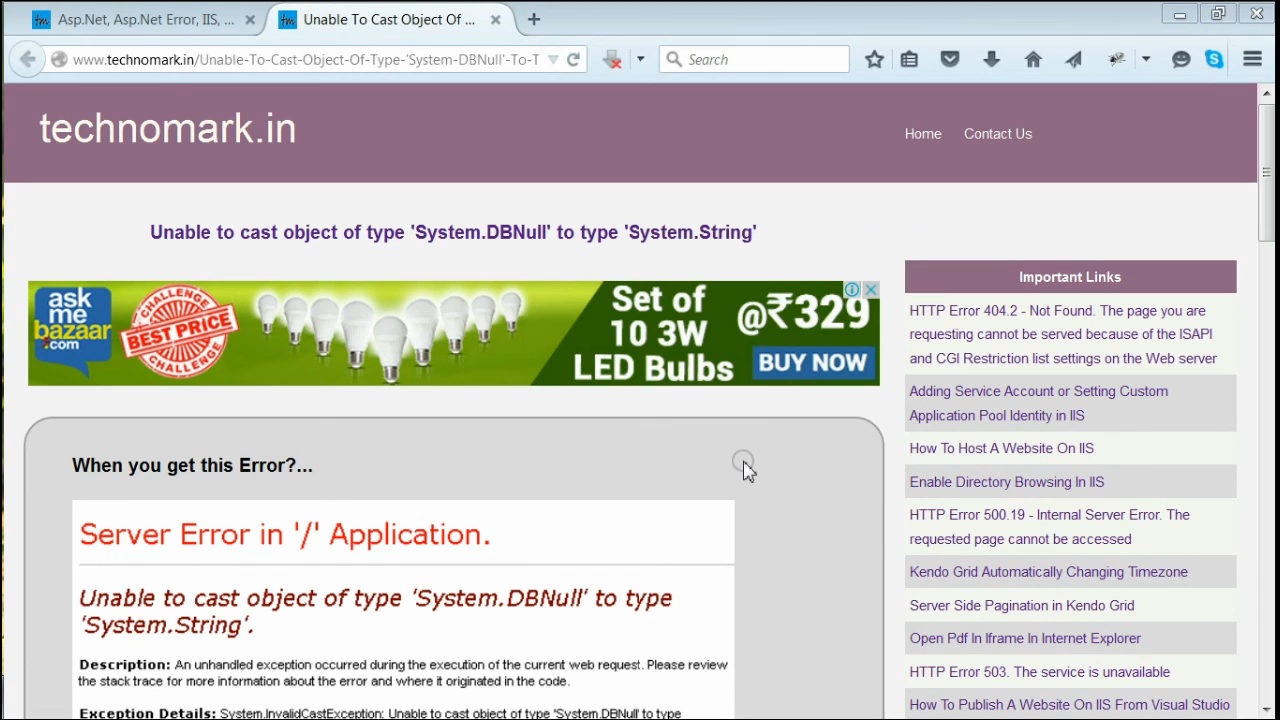 Asp.Net, Asp.Net Error, IIS, ...
Unable To Cast Object Of ...
www.technomark.in/Unable-To-Cast-Object-Of-Type-'System-DBNull'-To-T
Search
technomark.in
Home
Contact Us
Unable to cast object of type 'System.DBNull' to type 'System.String'
ask
me
bazaar
.com
CHALLENGE
BEST PRICE
CHALLENGE
Set of
10 3W
LED Bulbs
@₹329
BUY NOW
When you get this Error?...
Server Error in '/' Application.
Unable to cast object of type 'System.DBNull' to type
'System.String'.
Description: An unhandled exception occurred during the execution of the current web request. Please review
the stack trace for more information about the error and where it originated in the code.
Exception Details: System.InvalidCastException: Unable to cast object of type 'System.DBNull' to type
Important Links
HTTP Error 404.2 - Not Found. The page you are
requesting cannot be served because of the ISAPI
and CGI Restriction list settings on the Web server
Adding Service Account or Setting Custom
Application Pool Identity in IIS
How To Host A Website On IIS
Enable Directory Browsing In IIS
HTTP Error 500.19 - Internal Server Error. The
requested page cannot be accessed
Kendo Grid Automatically Changing Timezone
Server Side Pagination in Kendo Grid
Open Pdf In Iframe In Internet Explorer
HTTP Error 503. The service is unavailable
How To Publish A Website On IIS From Visual Studio